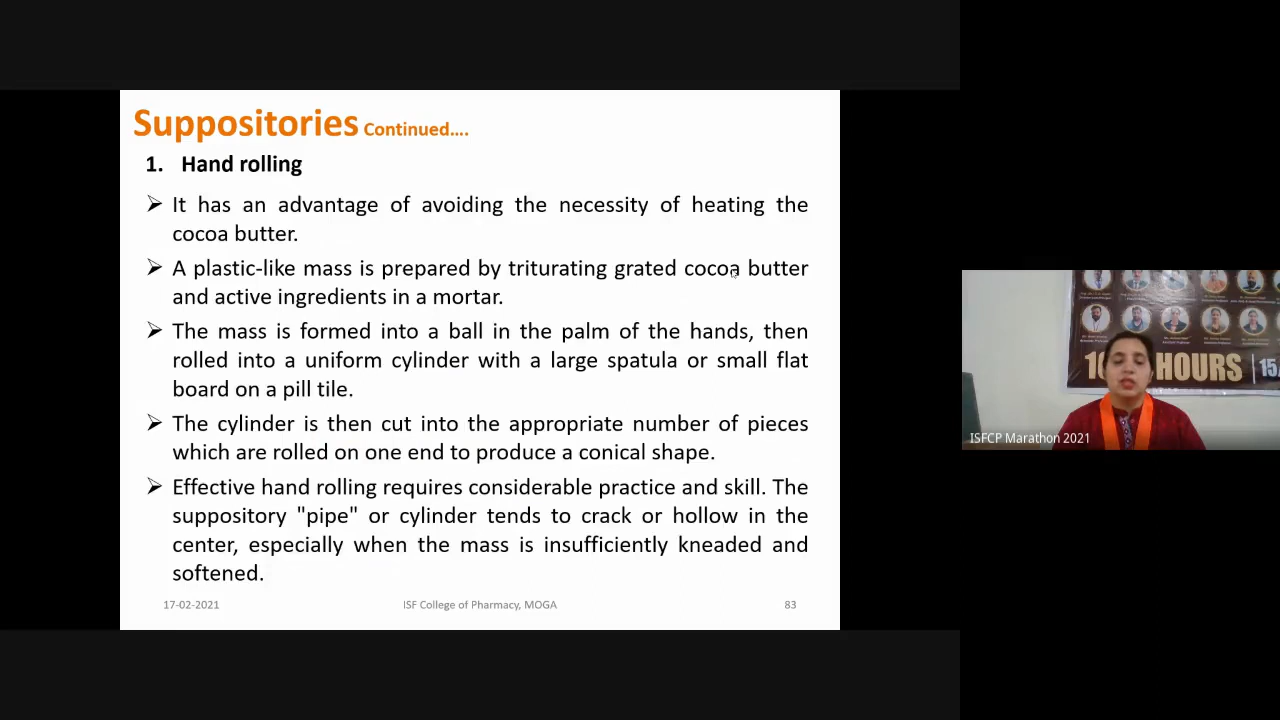 Suppositories Continued....
1. Hand rolling
➢ It has an advantage of avoiding the necessity of heating the
cocoa butter.
➢ A plastic-like mass is prepared by triturating grated cocoa butter
and active ingredients in a mortar.
➢ The mass is formed into a ball in the palm of the hands, then
rolled into a uniform cylinder with a large spatula or small flat
board on a pill tile.
➢ The cylinder is then cut into the appropriate number of pieces
which are rolled on one end to produce a conical shape.
➢ Effective hand rolling requires considerable practice and skill. The
suppository "pipe" or cylinder tends to crack or hollow in the
center, especially when the mass is insufficiently kneaded and
softened.
17-02-2021 ISF College of Pharmacy, MOGA 83
HOURS 15
ISFCP Marathon 2021